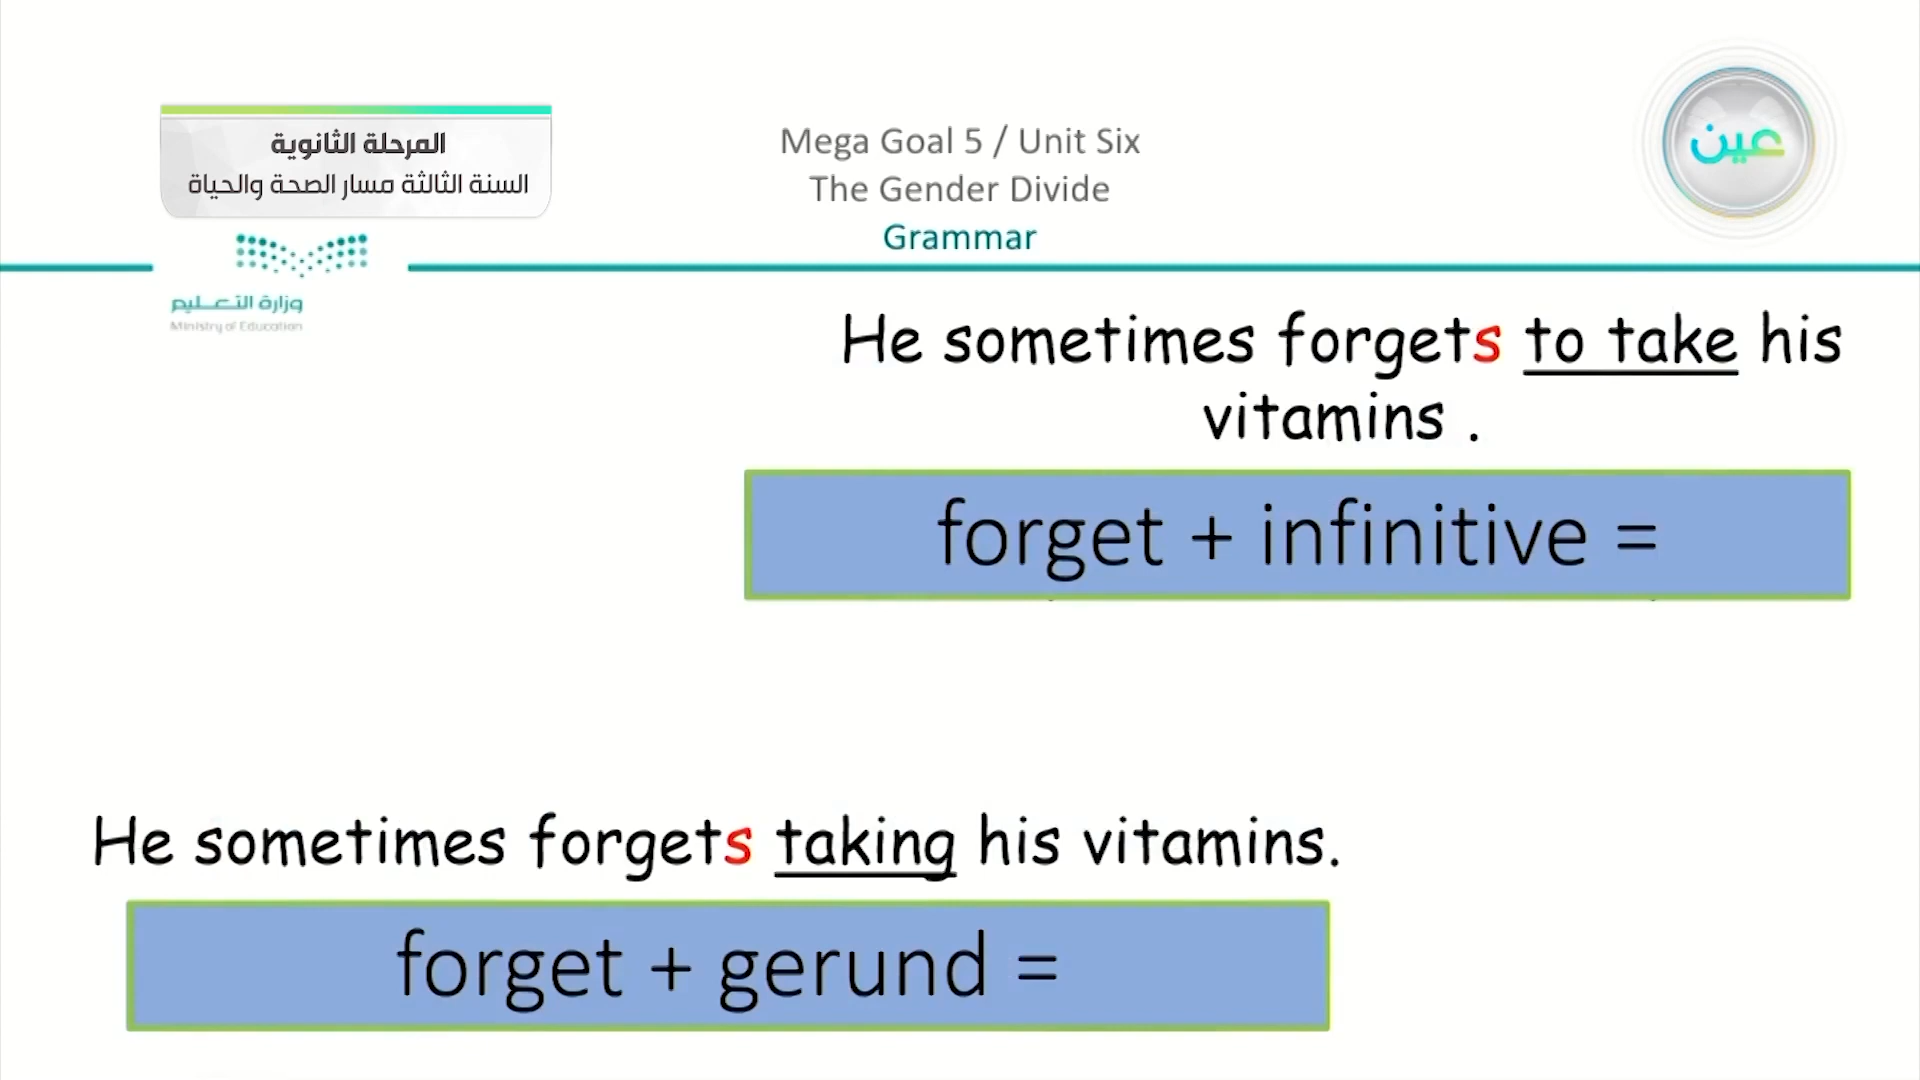 المرحلة الثانوية
السنة الثالثة مسار الصحة والحياة
Mega Goal 5 / Unit Six
The Gender Divide
Grammar
عين
وزارة التعليم
Ministry of Education
He sometimes forgets to take his
vitamins .
forget + infinitive =
He sometimes forgets taking his vitamins.
forget + gerund =